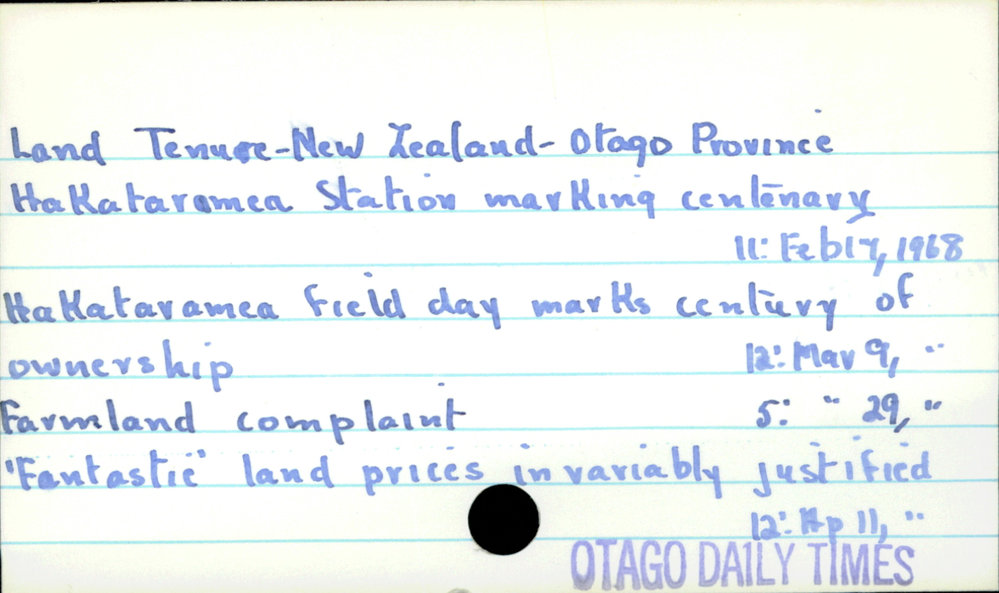 Land Tenure-New Zealand-Otago Province
Hakataramea Station marking centenary
11: Feb 17, 1968
Hakataramea field day marks century of
ownership
12: Mar 9, "
Farmland complaint
5: " 29, "
"Fantastic" land prices invariably justified
12: Ap 11, "
OTAGO DAILY TIMES